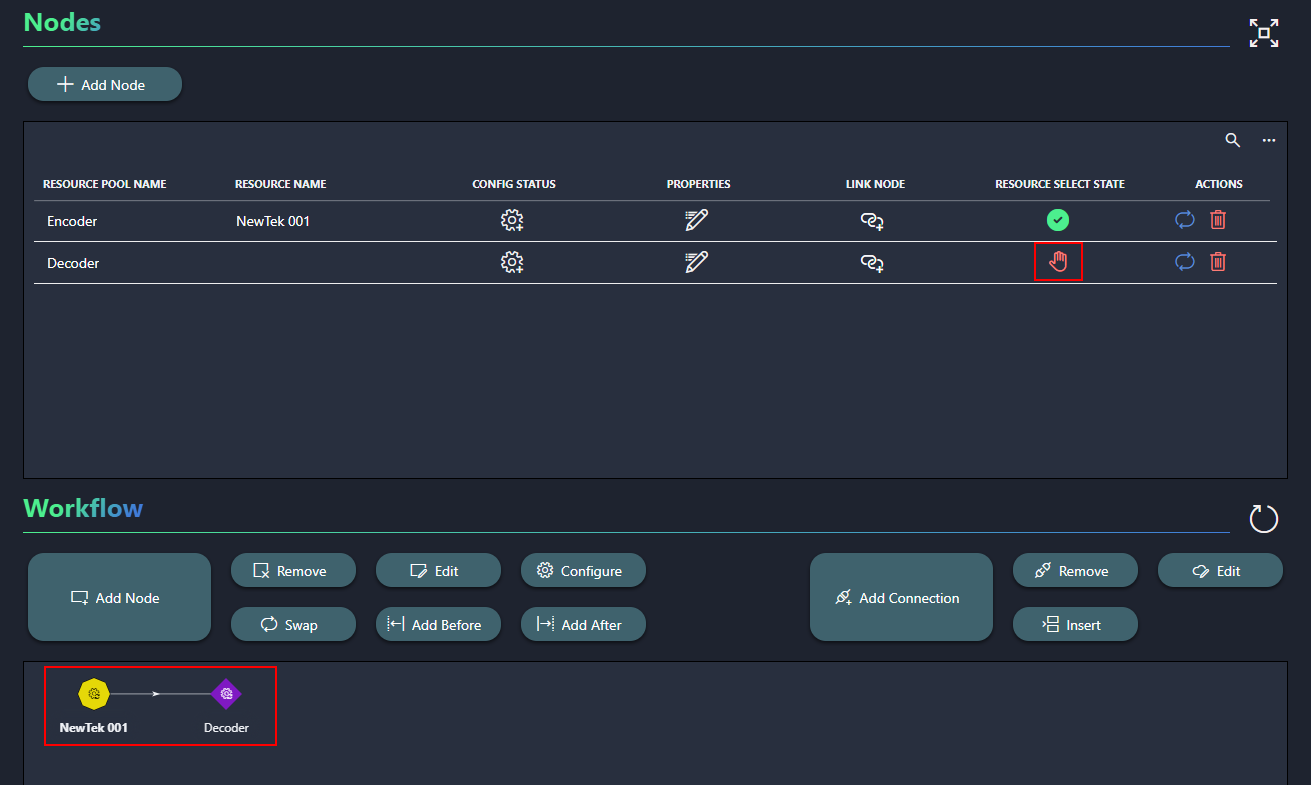 Nodes
Add Node
RESOURCE POOL NAME RESOURCE NAME CONFIG STATUS PROPERTIES LINK NODE RESOURCE SELECT STATE ACTIONS
Encoder NewTek 001
Decoder
Workflow
Add Node Remove Edit Configure Add Connection Remove Edit
Swap Add Before Add After Insert
NewTek 001 Decoder